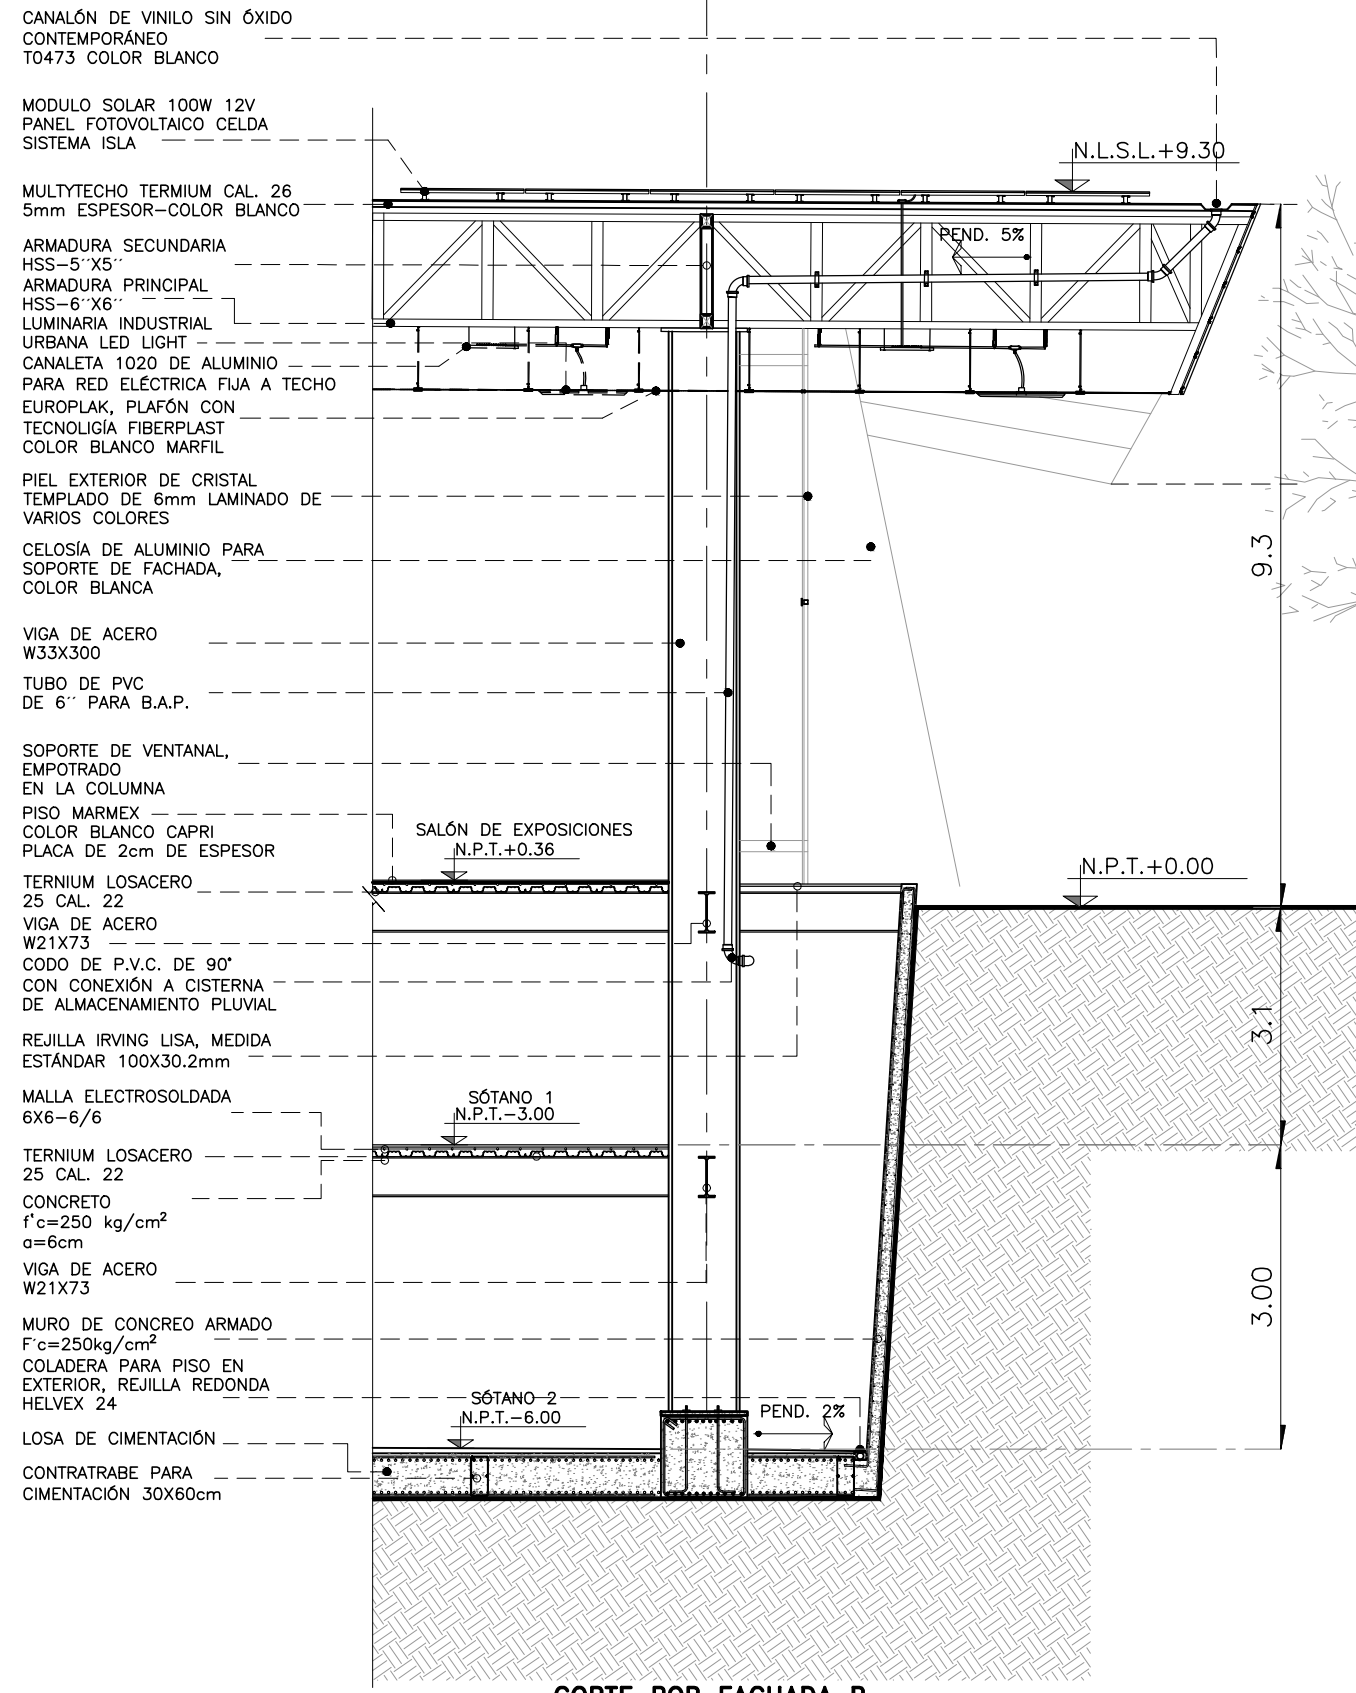 CANALÓN DE VINILO SIN ÓXIDO
CONTEMPORÁNEO
T0473 COLOR BLANCO
MODULO SOLAR 100W 12V
PANEL FOTOVOLTAICO CELDA
SISTEMA ISLA
MULTYTECHO TERMIUM CAL. 26
5mm ESPESOR-COLOR BLANCO
ARMADURA SECUNDARIA
HSS-5´´X5´´
ARMADURA PRINCIPAL
HSS-6´´X6´´
LUMINARIA INDUSTRIAL
URBANA LED LIGHT
CANALETA 1020 DE ALUMINIO
PARA RED ELÉCTRICA FIJA A TECHO
EUROPLAK, PLAFÓN CON
TECNOLIGÍA FIBERPLAST
COLOR BLANCO MARFIL
PIEL EXTERIOR DE CRISTAL
TEMPLADO DE 6mm LAMINADO DE
VARIOS COLORES
CELOSÍA DE ALUMINIO PARA
SOPORTE DE FACHADA,
COLOR BLANCA
VIGA DE ACERO
W33X300
TUBO DE PVC
DE 6´´ PARA B.A.P.
SOPORTE DE VENTANAL,
EMPOTRADO
EN LA COLUMNA
PISO MARMEX
COLOR BLANCO CAPRI
PLACA DE 2cm DE ESPESOR
TERNIUM LOSACERO
25 CAL. 22
VIGA DE ACERO
W21X73
CODO DE P.V.C. DE 90°
CON CONEXIÓN A CISTERNA
DE ALMACENAMIENTO PLUVIAL
REJILLA IRVING LISA, MEDIDA
ESTÁNDAR 100X30.2mm
MALLA ELECTROSOLDADA
6X6-6/6
TERNIUM LOSACERO
25 CAL. 22
CONCRETO
f'c=250 kg/cm²
a=6cm
VIGA DE ACERO
W21X73
MURO DE CONCREO ARMADO
F´c=250kg/cm²
COLADERA PARA PISO EN
EXTERIOR, REJILLA REDONDA
HELVEX 24
LOSA DE CIMENTACIÓN
CONTRATRABE PARA
CIMENTACIÓN 30X60cm
N.L.S.L.+9.30
PEND. 5%
9.3
SALÓN DE EXPOSICIONES
N.P.T.+0.36
N.P.T.+0.00
3.1
SÓTANO 1
N.P.T.-3.00
3.00
SÓTANO 2
N.P.T.-6.00
PEND. 2%
CORTE POR FACHADA B